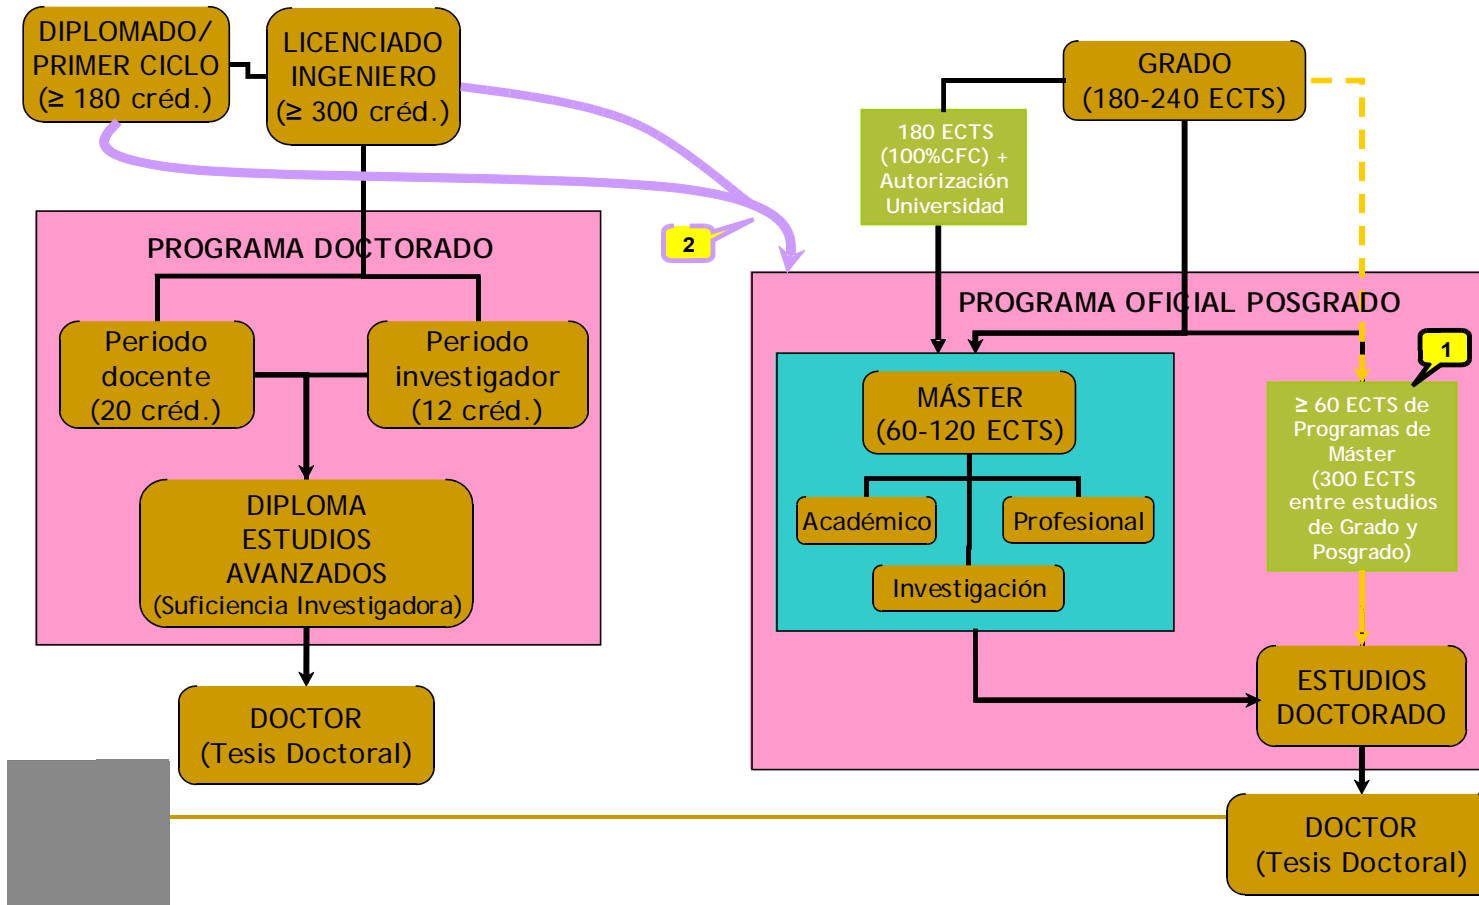 DIPLOMADO/
PRIMER CICLO
(≥ 180 créd.)
LICENCIADO
INGENIERO
(≥ 300 créd.)
GRADO
(180-240 ECTS)
180 ECTS
(100%CFC) +
Autorización
Universidad
2
PROGRAMA DOCTORADO
Periodo
docente
(20 créd.)
Periodo
investigador
(12 créd.)
DIPLOMA
ESTUDIOS
AVANZADOS
(Suficiencia Investigadora)
DOCTOR
(Tesis Doctoral)
PROGRAMA OFICIAL POSGRADO
1
MÁSTER
(60-120 ECTS)
Académico
Profesional
Investigación
≥ 60 ECTS de
Programas de
Máster
(300 ECTS
entre estudios
de Grado y
Posgrado)
ESTUDIOS
DOCTORADO
DOCTOR
(Tesis Doctoral)